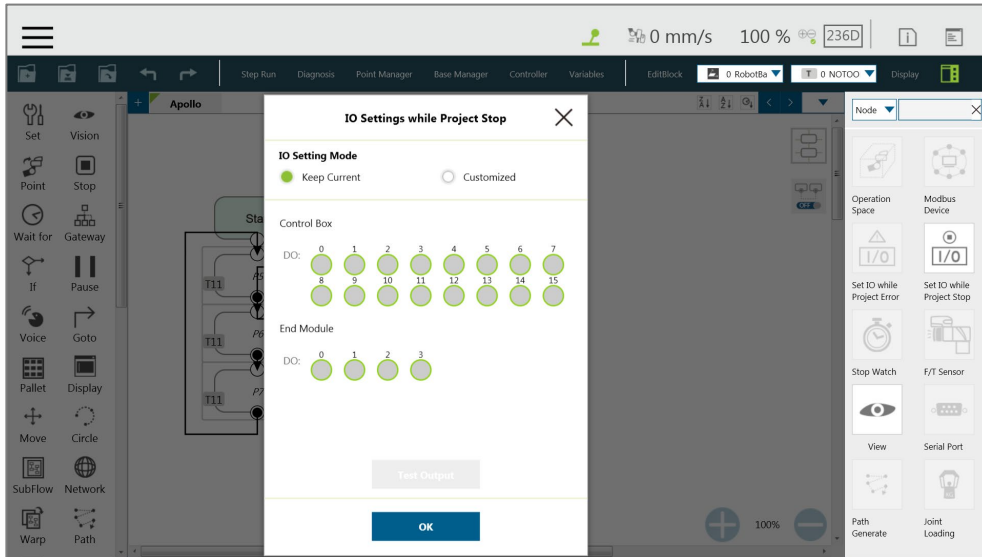 0 mm/s 100 % 236D
Step Run Diagnosis Point Manager Base Manager Controller Variables EditBlock 0 RobotBa T 0 NOTOO Display
+ Apollo
Node
IO Settings while Project Stop
IO Setting Mode
Keep Current Customized
Control Box
DO: 0 1 2 3 4 5 6 7
8 9 10 11 12 13 14 15
End Module
DO: 0 1 2 3
Test Output
OK
Set Vision
Point Stop
Wait for Gateway
If Pause
Voice Goto
Pallet Display
Move Circle
SubFlow Network
Warp Path
Sta
P5
T11
P6
T11
P7
T11
OFF
100%
Operation
Space
Modbus
Device
I/O
Set IO while
Project Error
I/O
Set IO while
Project Stop
Stop Watch
F/T Sensor
View
Serial Port
Path
Generate
Joint
Loading